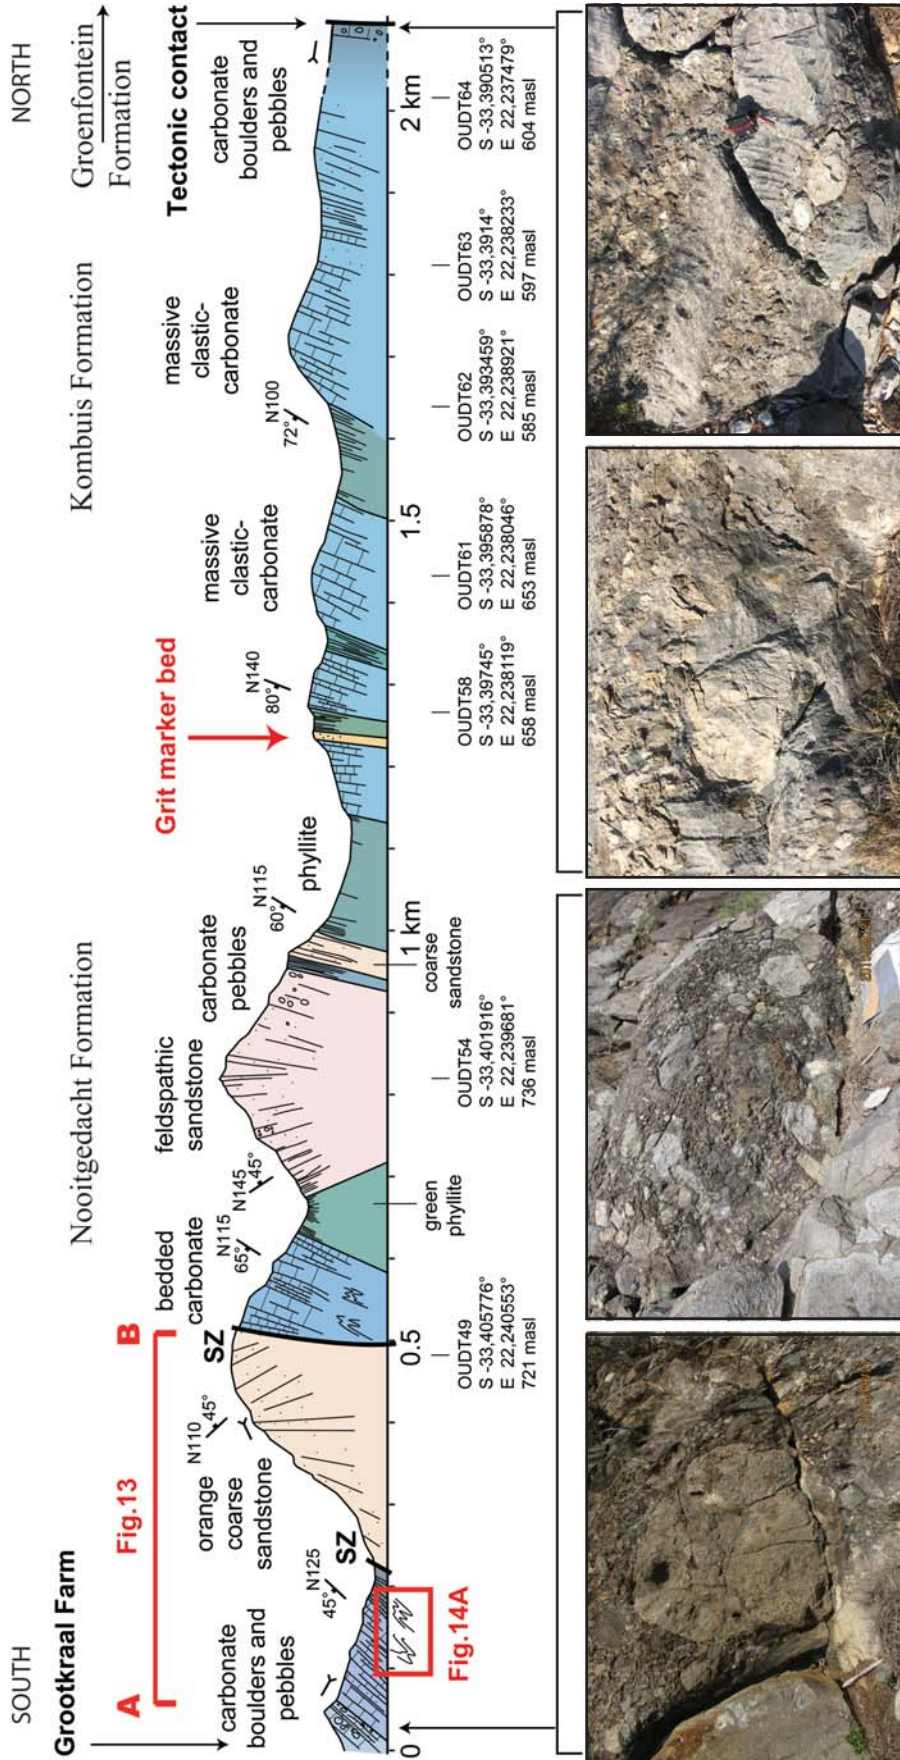 SOUTH
NORTH
Grootkraal Farm
Nooitgedacht Formation
Kombuis Formation
Groenfontein
Formation
A
Fig.13
B
Grit marker bed
Tectonic contact
carbonate
boulders and
pebbles
orange
coarse
sandstone
bedded
carbonate
feldspathic
sandstone
carbonate
pebbles
phyllite
massive
clastic-
carbonate
massive
clastic-
carbonate
carbonate
boulders and
pebbles
SZ
SZ
N125
45°
N110
45°
N115
65°
N145
45°
N115
60°
N140
80°
N100
72°
Fig.14A
0
0.5
1 km
1.5
2 km
green
phyllite
coarse
sandstone
OUDT49
S -33,405776°
E 22,240553°
721 masl
OUDT54
S -33,401916°
E 22,239681°
736 masl
OUDT58
S -33,39745°
E 22,238119°
658 masl
OUDT61
S -33,395878°
E 22,238046°
653 masl
OUDT62
S -33,393459°
E 22,238921°
585 masl
OUDT63
S -33,3914°
E 22,238233°
597 masl
OUDT64
S -33,390513°
E 22,237479°
604 masl